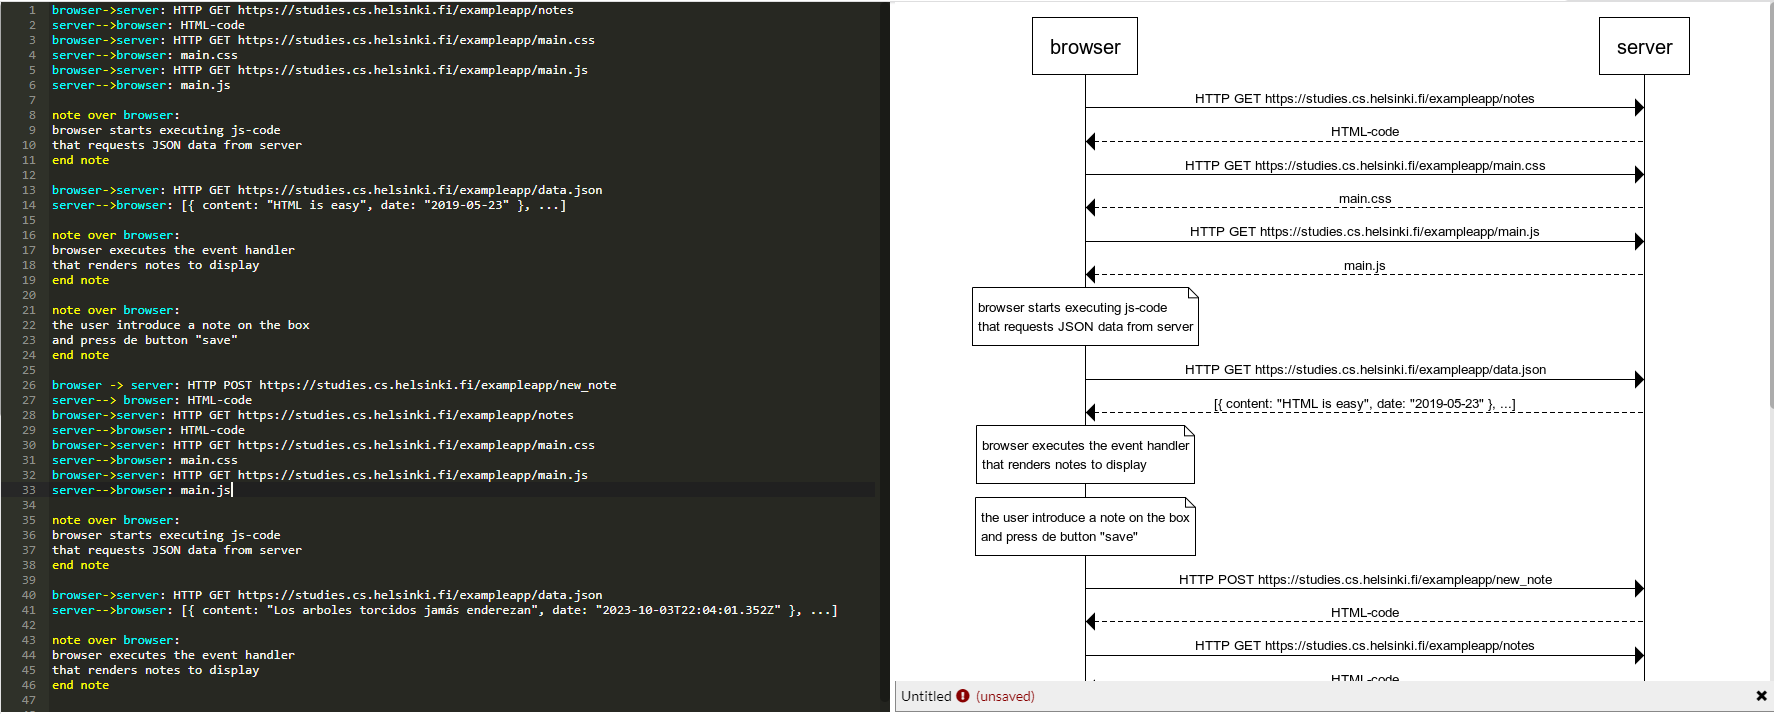 1 browser->server: HTTP GET https://studies.cs.helsinki.fi/exampleapp/notes
2 server-->browser: HTML-code
3 browser->server: HTTP GET https://studies.cs.helsinki.fi/exampleapp/main.css
4 server-->browser: main.css
5 browser->server: HTTP GET https://studies.cs.helsinki.fi/exampleapp/main.js
6 server-->browser: main.js
7
8 note over browser:
9 browser starts executing js-code
10 that requests JSON data from server
11 end note
12
13 browser->server: HTTP GET https://studies.cs.helsinki.fi/exampleapp/data.json
14 server-->browser: [{ content: "HTML is easy", date: "2019-05-23" }, ...]
15
16 note over browser:
17 browser executes the event handler
18 that renders notes to display
19 end note
20
21 note over browser:
22 the user introduce a note on the box
23 and press de button "save"
24 end note
25
26 browser -> server: HTTP POST https://studies.cs.helsinki.fi/exampleapp/new_note
27 server--> browser: HTML-code
28 browser->server: HTTP GET https://studies.cs.helsinki.fi/exampleapp/notes
29 server-->browser: HTML-code
30 browser->server: HTTP GET https://studies.cs.helsinki.fi/exampleapp/main.css
31 server-->browser: main.css
32 browser->server: HTTP GET https://studies.cs.helsinki.fi/exampleapp/main.js
33 server-->browser: main.js
34
35 note over browser:
36 browser starts executing js-code
37 that requests JSON data from server
38 end note
39
40 browser->server: HTTP GET https://studies.cs.helsinki.fi/exampleapp/data.json
41 server-->browser: [{ content: "Los arboles torcidos jamás enderezan", date: "2023-10-03T22:04:01.352Z" }, ...]
42
43 note over browser:
44 browser executes the event handler
45 that renders notes to display
46 end note
47
browser
server
HTTP GET https://studies.cs.helsinki.fi/exampleapp/notes
HTML-code
HTTP GET https://studies.cs.helsinki.fi/exampleapp/main.css
main.css
HTTP GET https://studies.cs.helsinki.fi/exampleapp/main.js
main.js
browser starts executing js-code
that requests JSON data from server
HTTP GET https://studies.cs.helsinki.fi/exampleapp/data.json
[{ content: "HTML is easy", date: "2019-05-23" }, ...]
browser executes the event handler
that renders notes to display
the user introduce a note on the box
and press de button "save"
HTTP POST https://studies.cs.helsinki.fi/exampleapp/new_note
HTML-code
HTTP GET https://studies.cs.helsinki.fi/exampleapp/notes
HTML-code
Untitled (unsaved)